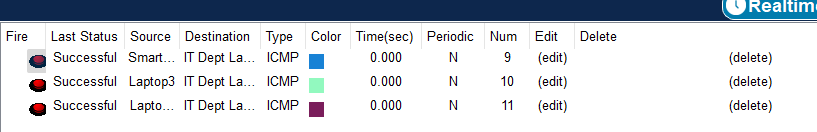 Realtime
Fire Last Status Source Destination Type Color Time(sec) Periodic Num Edit Delete
Successful Smart... IT Dept La... ICMP 0.000 N 9 (edit) (delete)
Successful Laptop3 IT Dept La... ICMP 0.000 N 10 (edit) (delete)
Successful Lapto... IT Dept La... ICMP 0.000 N 11 (edit) (delete)